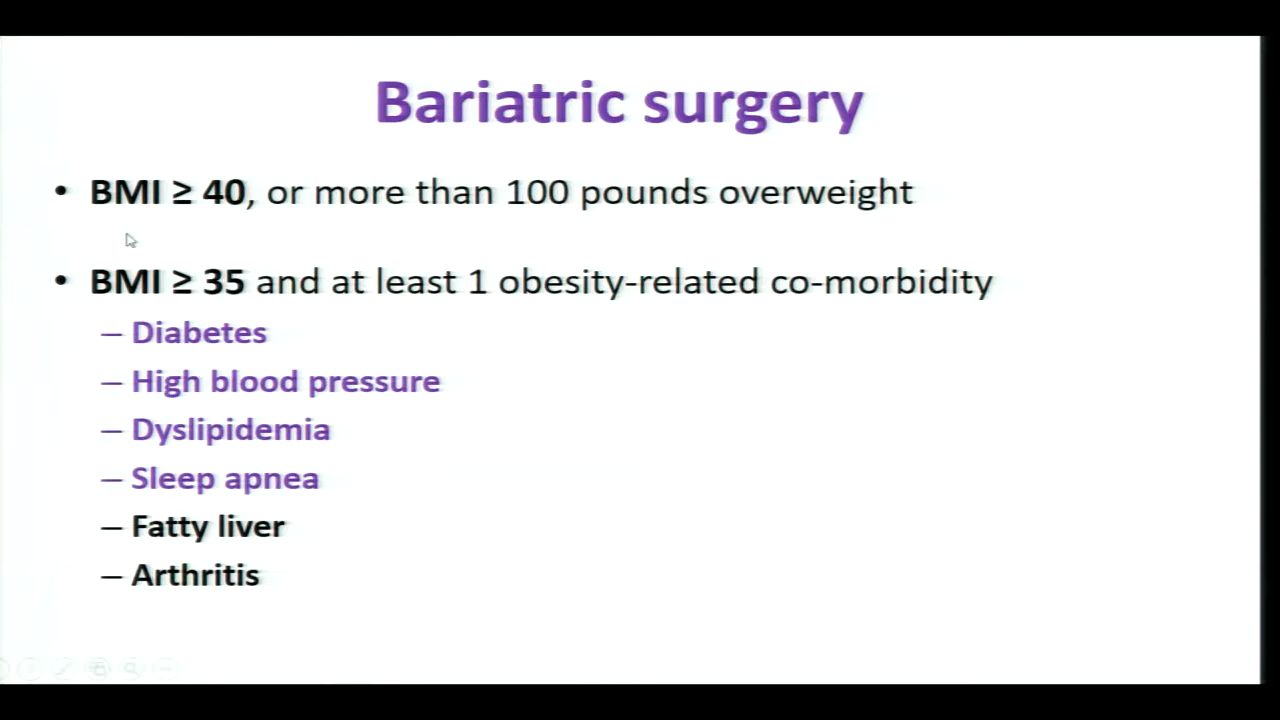 Bariatric surgery
• BMI ≥ 40, or more than 100 pounds overweight
• BMI ≥ 35 and at least 1 obesity-related co-morbidity
– Diabetes
– High blood pressure
– Dyslipidemia
– Sleep apnea
– Fatty liver
– Arthritis